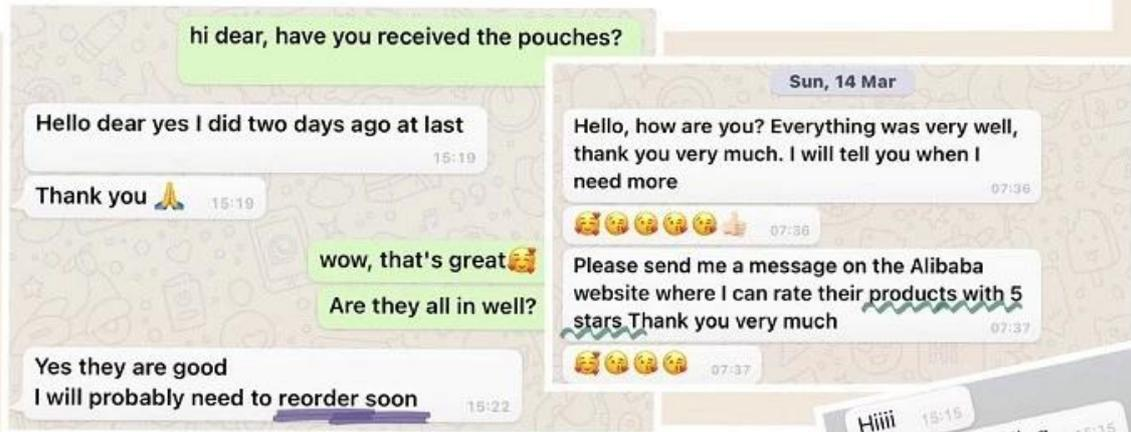 hi dear, have you received the pouches?
Hello dear yes I did two days ago at last
15:19
Thank you 🙏 15:19
wow, that's great🥰
Are they all in well?
Yes they are good
I will probably need to reorder soon
15:22
Sun, 14 Mar
Hello, how are you? Everything was very well,
thank you very much. I will tell you when I
need more
07:36
🥰😘😘😘😘👍🏻 07:36
Please send me a message on the Alibaba
website where I can rate their products with 5
stars Thank you very much
07:37
🥰😘😘😘 07:37
Hiiii 15:15
15:15